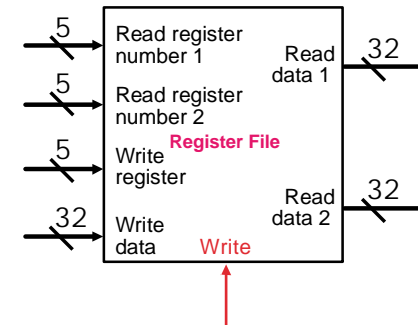 5
Read register
number 1
Read
data 1
32
5
Read register
number 2
Register File
5
Write
register
Read
data 2
32
32
Write
data
Write